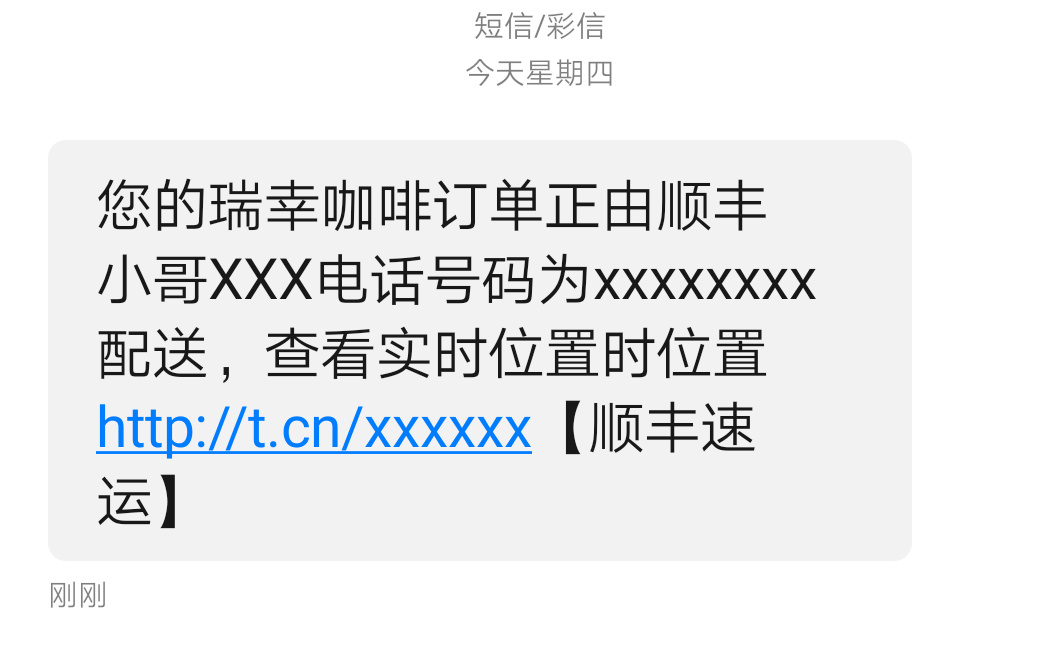 短信/彩信
今天星期四
您的瑞幸咖啡订单正由顺丰
小哥XXX电话号码为xxxxxxxx
配送，查看实时位置时位置
http://t.cn/xxxxxx【顺丰速
运】
刚刚